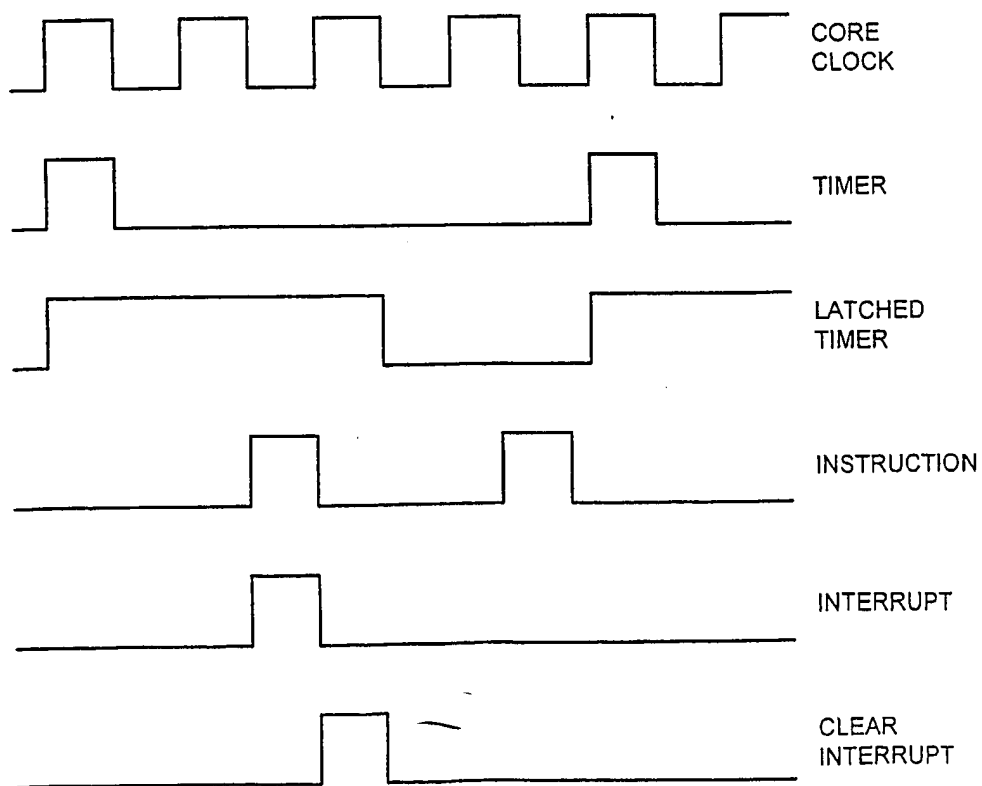 CORE
CLOCK
TIMER
LATCHED
TIMER
INSTRUCTION
INTERRUPT
CLEAR
INTERRUPT